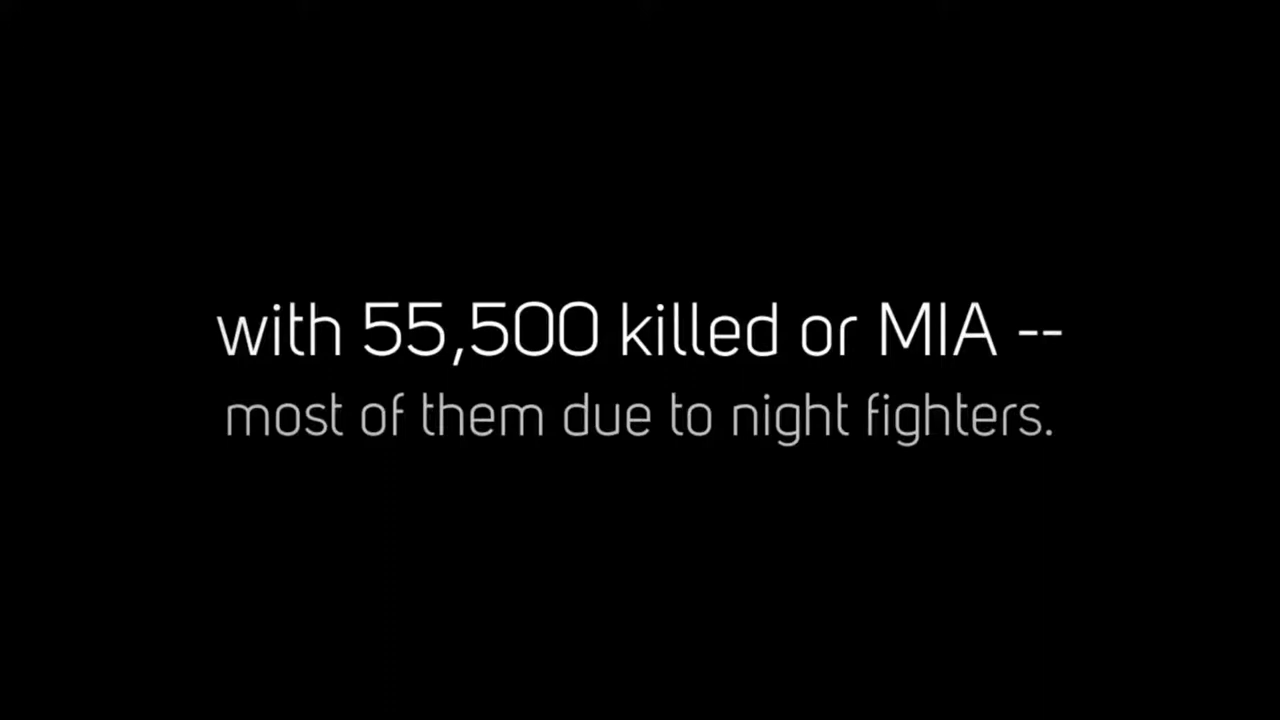 with 55,500 killed or MIA --
most of them due to night fighters.